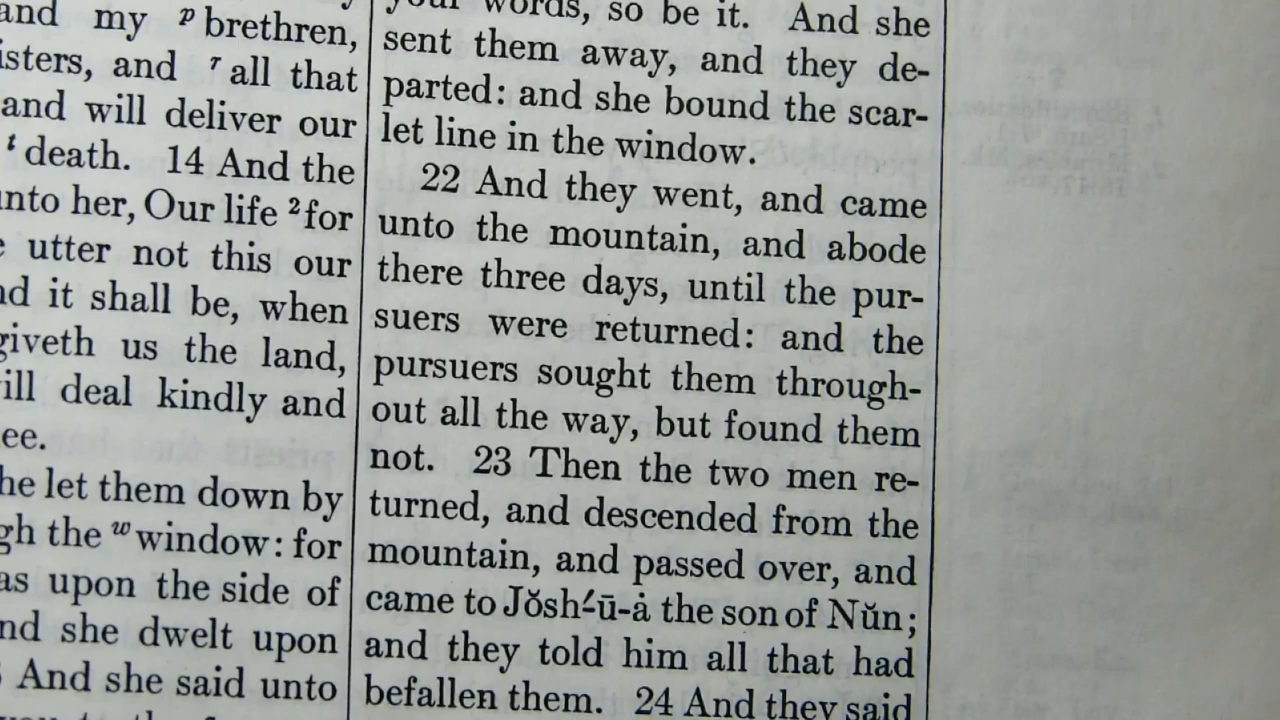 and my p brethren,
isters, and r all that
and will deliver our
t death. 14 And the
unto her, Our life 2 for
utter not this our
nd it shall be, when
giveth us the land,
ill deal kindly and
ee.
he let them down by
gh the w window: for
as upon the side of
nd she dwelt upon
And she said unto
your words, so be it. And she
sent them away, and they de-
parted: and she bound the scar-
let line in the window.
22 And they went, and came
unto the mountain, and abode
there three days, until the pur-
suers were returned: and the
pursuers sought them through-
out all the way, but found them
not. 23 Then the two men re-
turned, and descended from the
mountain, and passed over, and
came to Jŏsh´-ū-ȧ the son of Nŭn;
and they told him all that had
befallen them. 24 And they said